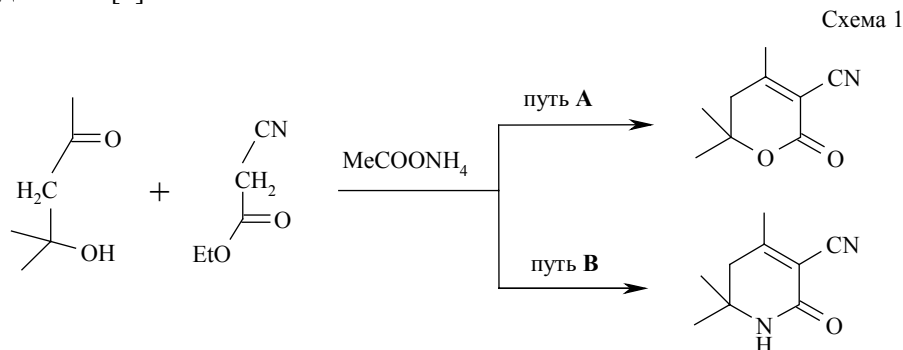 Схема 1
O
H₂C
OH
+
CN
CH₂
O
EtO
MeCOONH₄
путь A
CN
O
O
путь B
CN
N
H
O